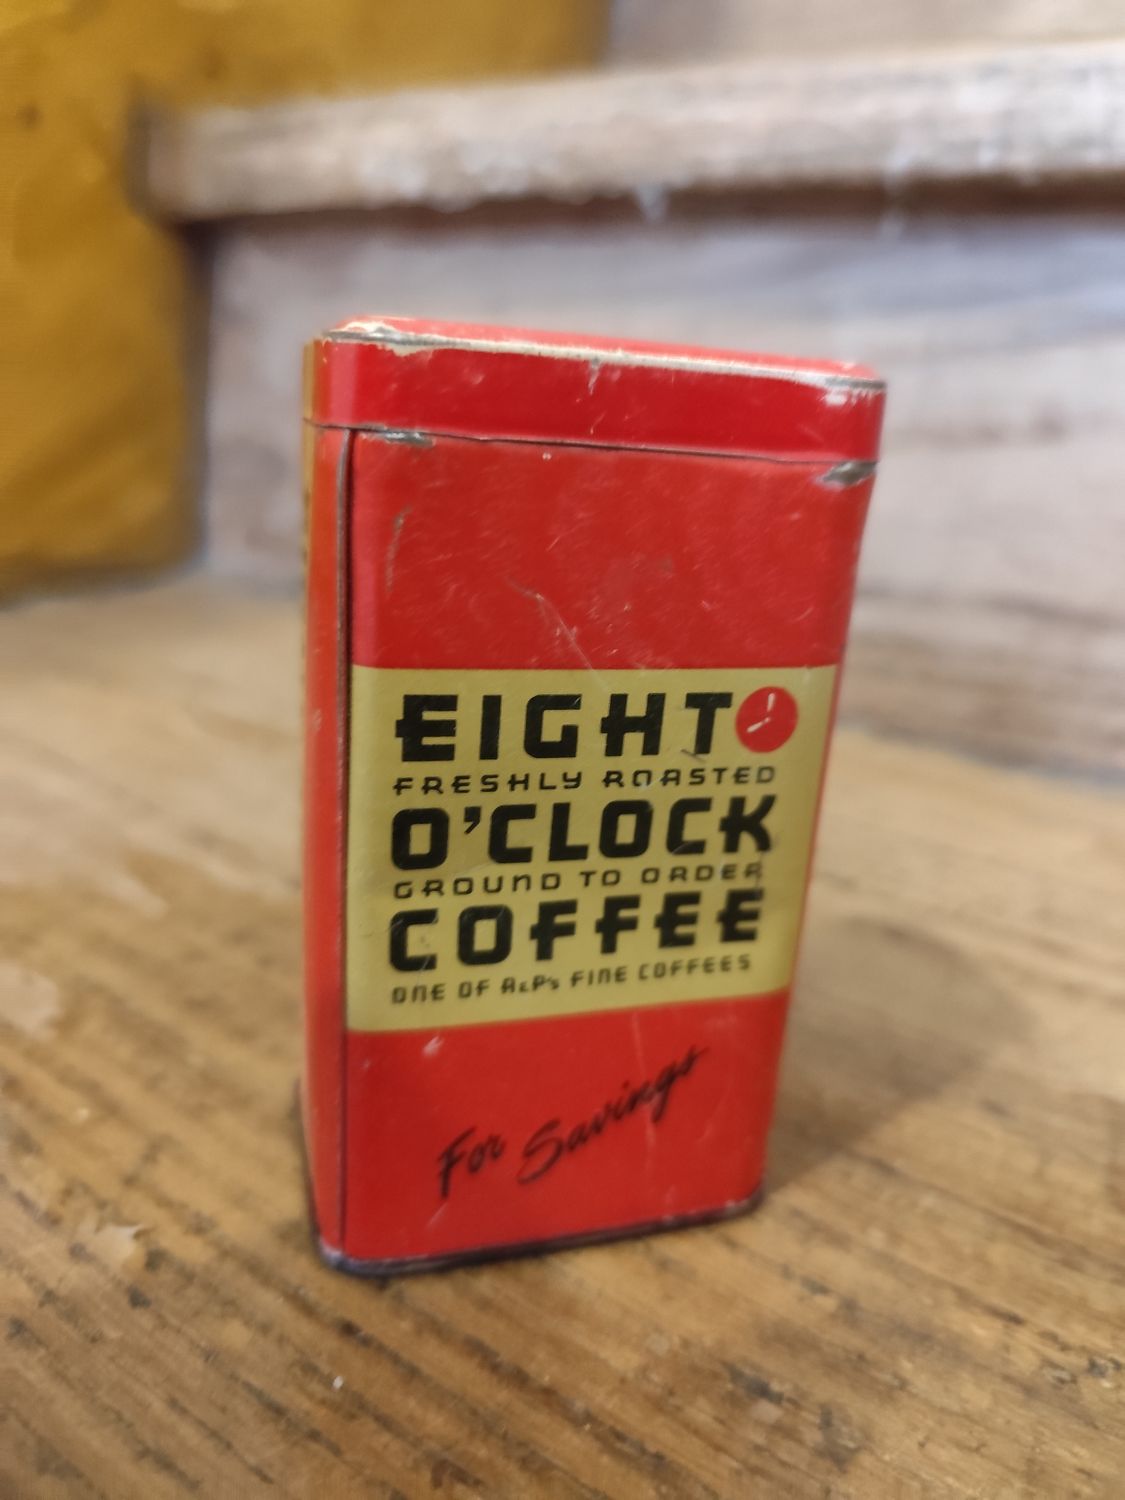 EIGHT
FRESHLY ROASTED
O'CLOCK
GROUND TO ORDER
COFFEE
ONE OF A&P's FINE COFFEES
For Savings